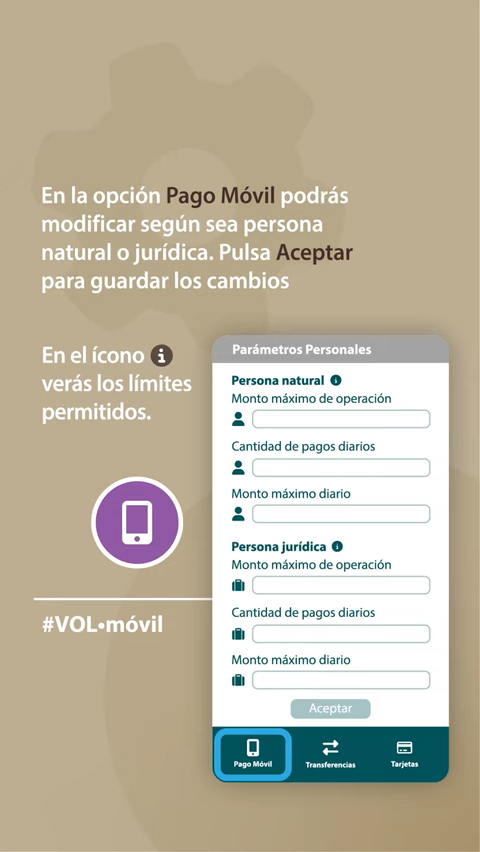 En la opción Pago Móvil podrás
modificar según sea persona
natural o jurídica. Pulsa Aceptar
para guardar los cambios
En el ícono i
verás los límites
permitidos.
#VOL•móvil
Parámetros Personales
Persona natural i
Monto máximo de operación
Cantidad de pagos diarios
Monto máximo diario
Persona jurídica i
Monto máximo de operación
Cantidad de pagos diarios
Monto máximo diario
Aceptar
Pago Móvil
Transferencias
Tarjetas